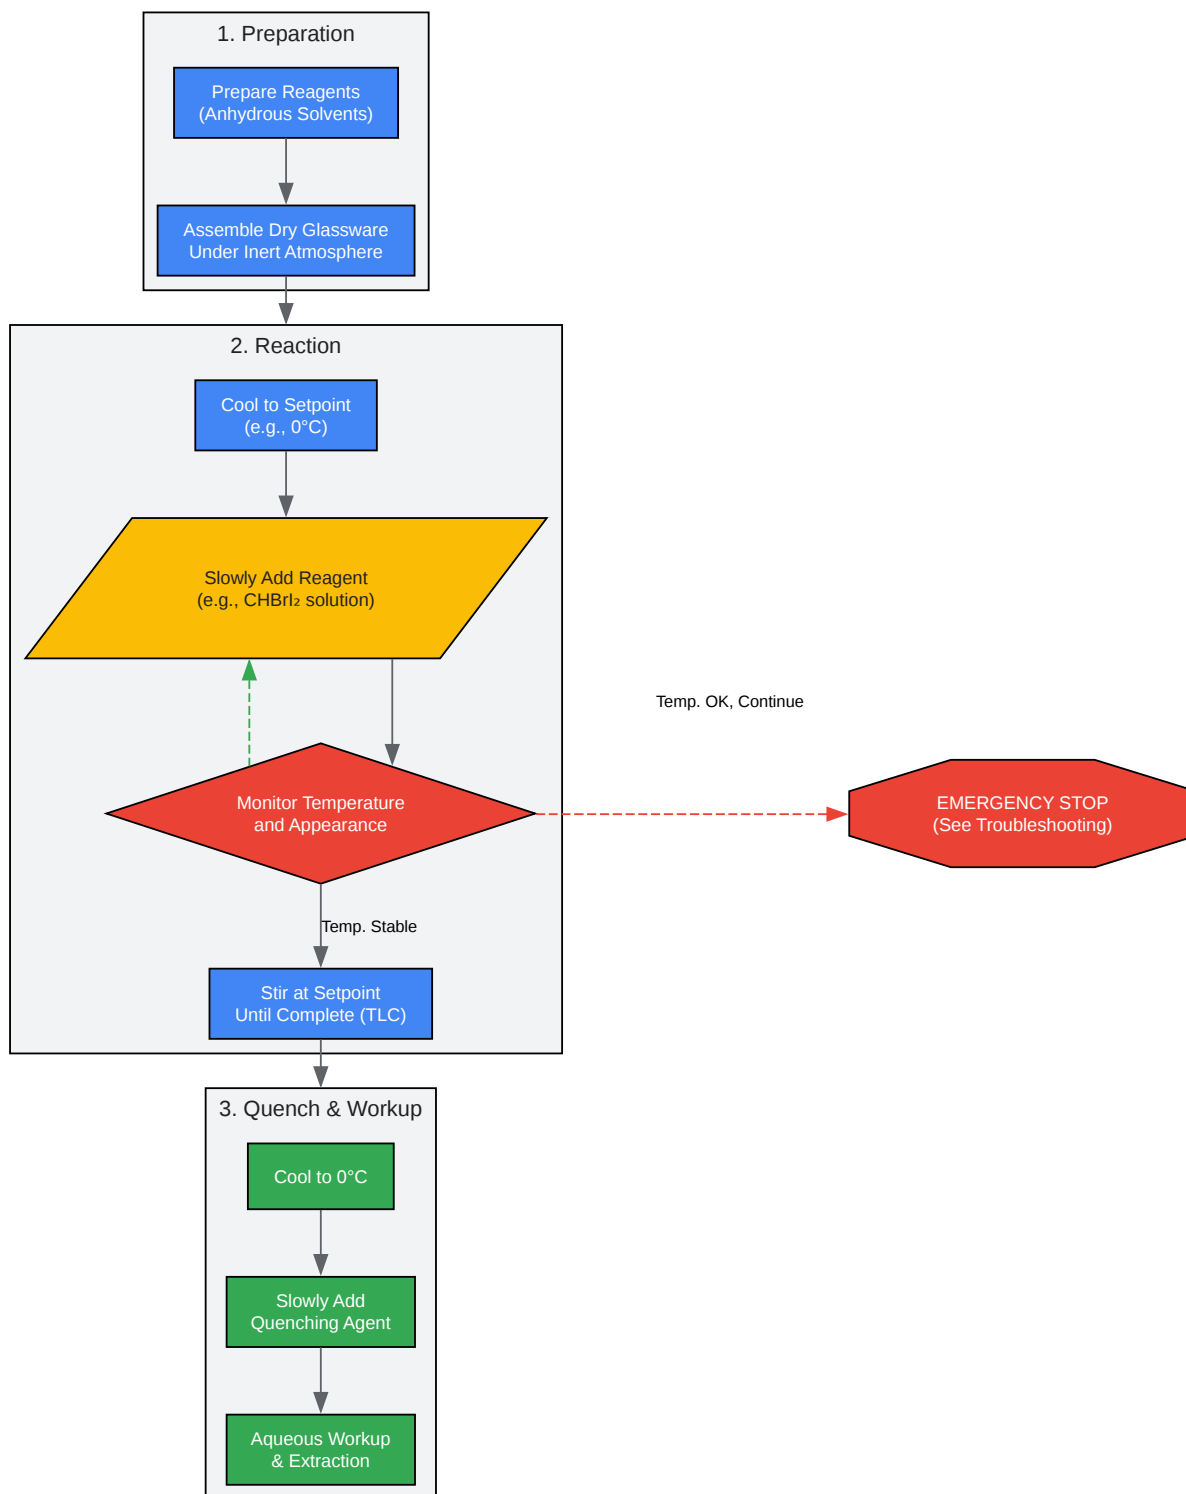 1. Preparation
Prepare Reagents
(Anhydrous Solvents)
Assemble Dry Glassware
Under Inert Atmosphere
2. Reaction
Cool to Setpoint
(e.g., 0°C)
Slowly Add Reagent
(e.g., CHBrI₂ solution)
Temp. OK, Continue
Monitor Temperature
and Appearance
EMERGENCY STOP
(See Troubleshooting)
Temp. Stable
Stir at Setpoint
Until Complete (TLC)
3. Quench & Workup
Cool to 0°C
Slowly Add
Quenching Agent
Aqueous Workup
& Extraction